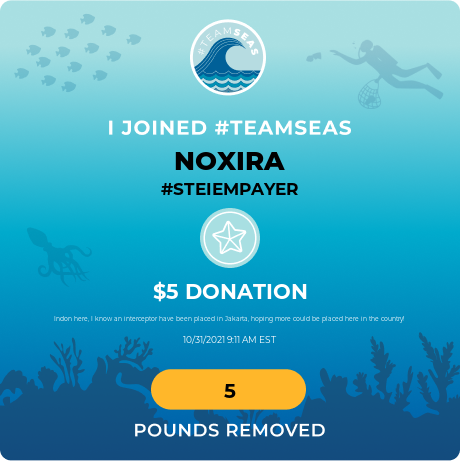 #TEAMSEAS
I JOINED #TEAMSEAS
NOXIRA
#STEIEMPAYER
$5 DONATION
Indon here, I know an interceptor have been placed in Jakarta, hoping more could be placed here in the country!
10/31/2021 9:11 AM EST
5
POUNDS REMOVED